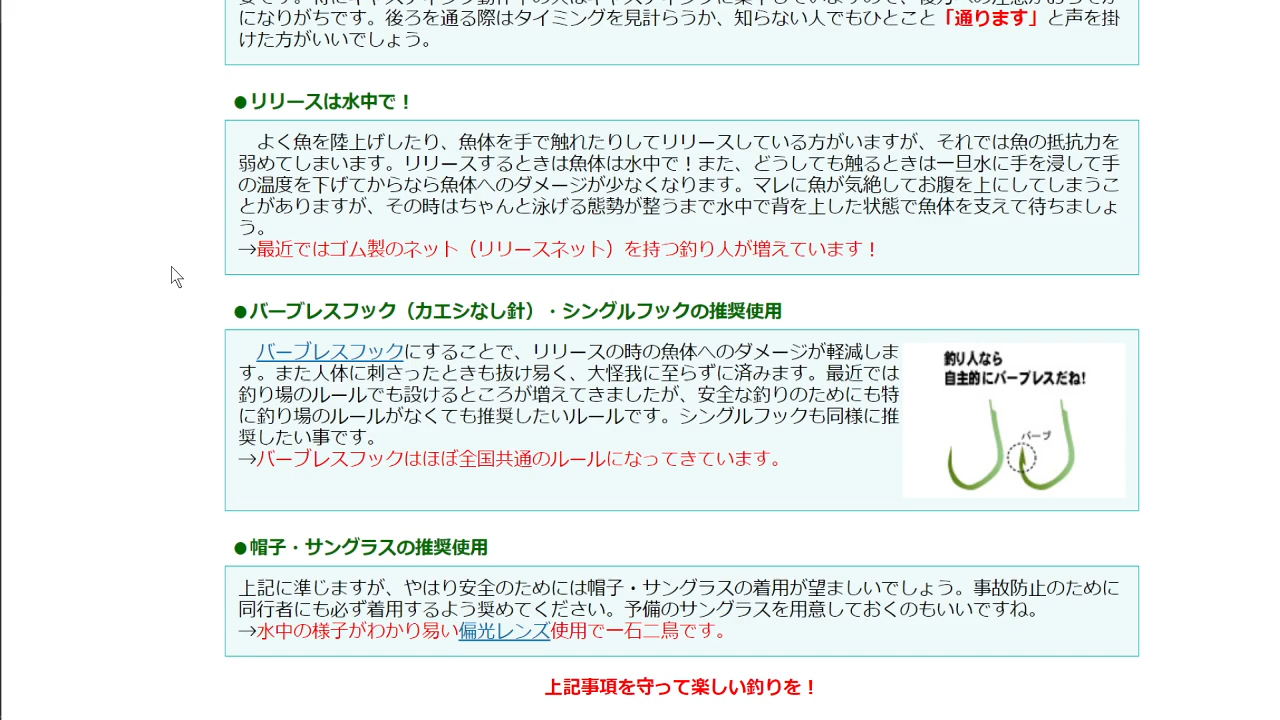 になりがちです。後ろを通る際はタイミングを見計らうか、知らない人でもひとこと「通ります」と声を掛
けた方がいいでしょう。
●リリースは水中で！
よく魚を陸上げしたり、魚体を手で触れたりしてリリースしている方がいますが、それでは魚の抵抗力を
弱めてしまいます。リリースするときは魚体は水中で！また、どうしても触るときは一旦水に手を浸して手
の温度を下げてからなら魚体へのダメージが少なくなります。マレに魚が気絶してお腹を上にしてしまうこ
とがありますが、その時はちゃんと泳げる態勢が整うまで水中で背を上した状態で魚体を支えて待ちましょ
う。
→最近ではゴム製のネット（リリースネット）を持つ釣り人が増えています！
●バーブレスフック（カエシなし針）・シングルフックの推奨使用
バーブレスフックにすることで、リリースの時の魚体へのダメージが軽減しま
す。また人体に刺さったときも抜け易く、大怪我に至らずに済みます。最近では
釣り場のルールでも設けるところが増えてきましたが、安全な釣りのためにも特
に釣り場のルールがなくても推奨したいルールです。シングルフックも同様に推
奨したい事です。
→バーブレスフックはほぼ全国共通のルールになってきています。
釣り人なら
自主的にバーブレスだね!
バーブ
●帽子・サングラスの推奨使用
上記に準じますが、やはり安全のためには帽子・サングラスの着用が望ましいでしょう。事故防止のために
同行者にも必ず着用するよう奨めてください。予備のサングラスを用意しておくのもいいですね。
→水中の様子がわかり易い偏光レンズ使用で一石二鳥です。
上記事項を守って楽しい釣りを！